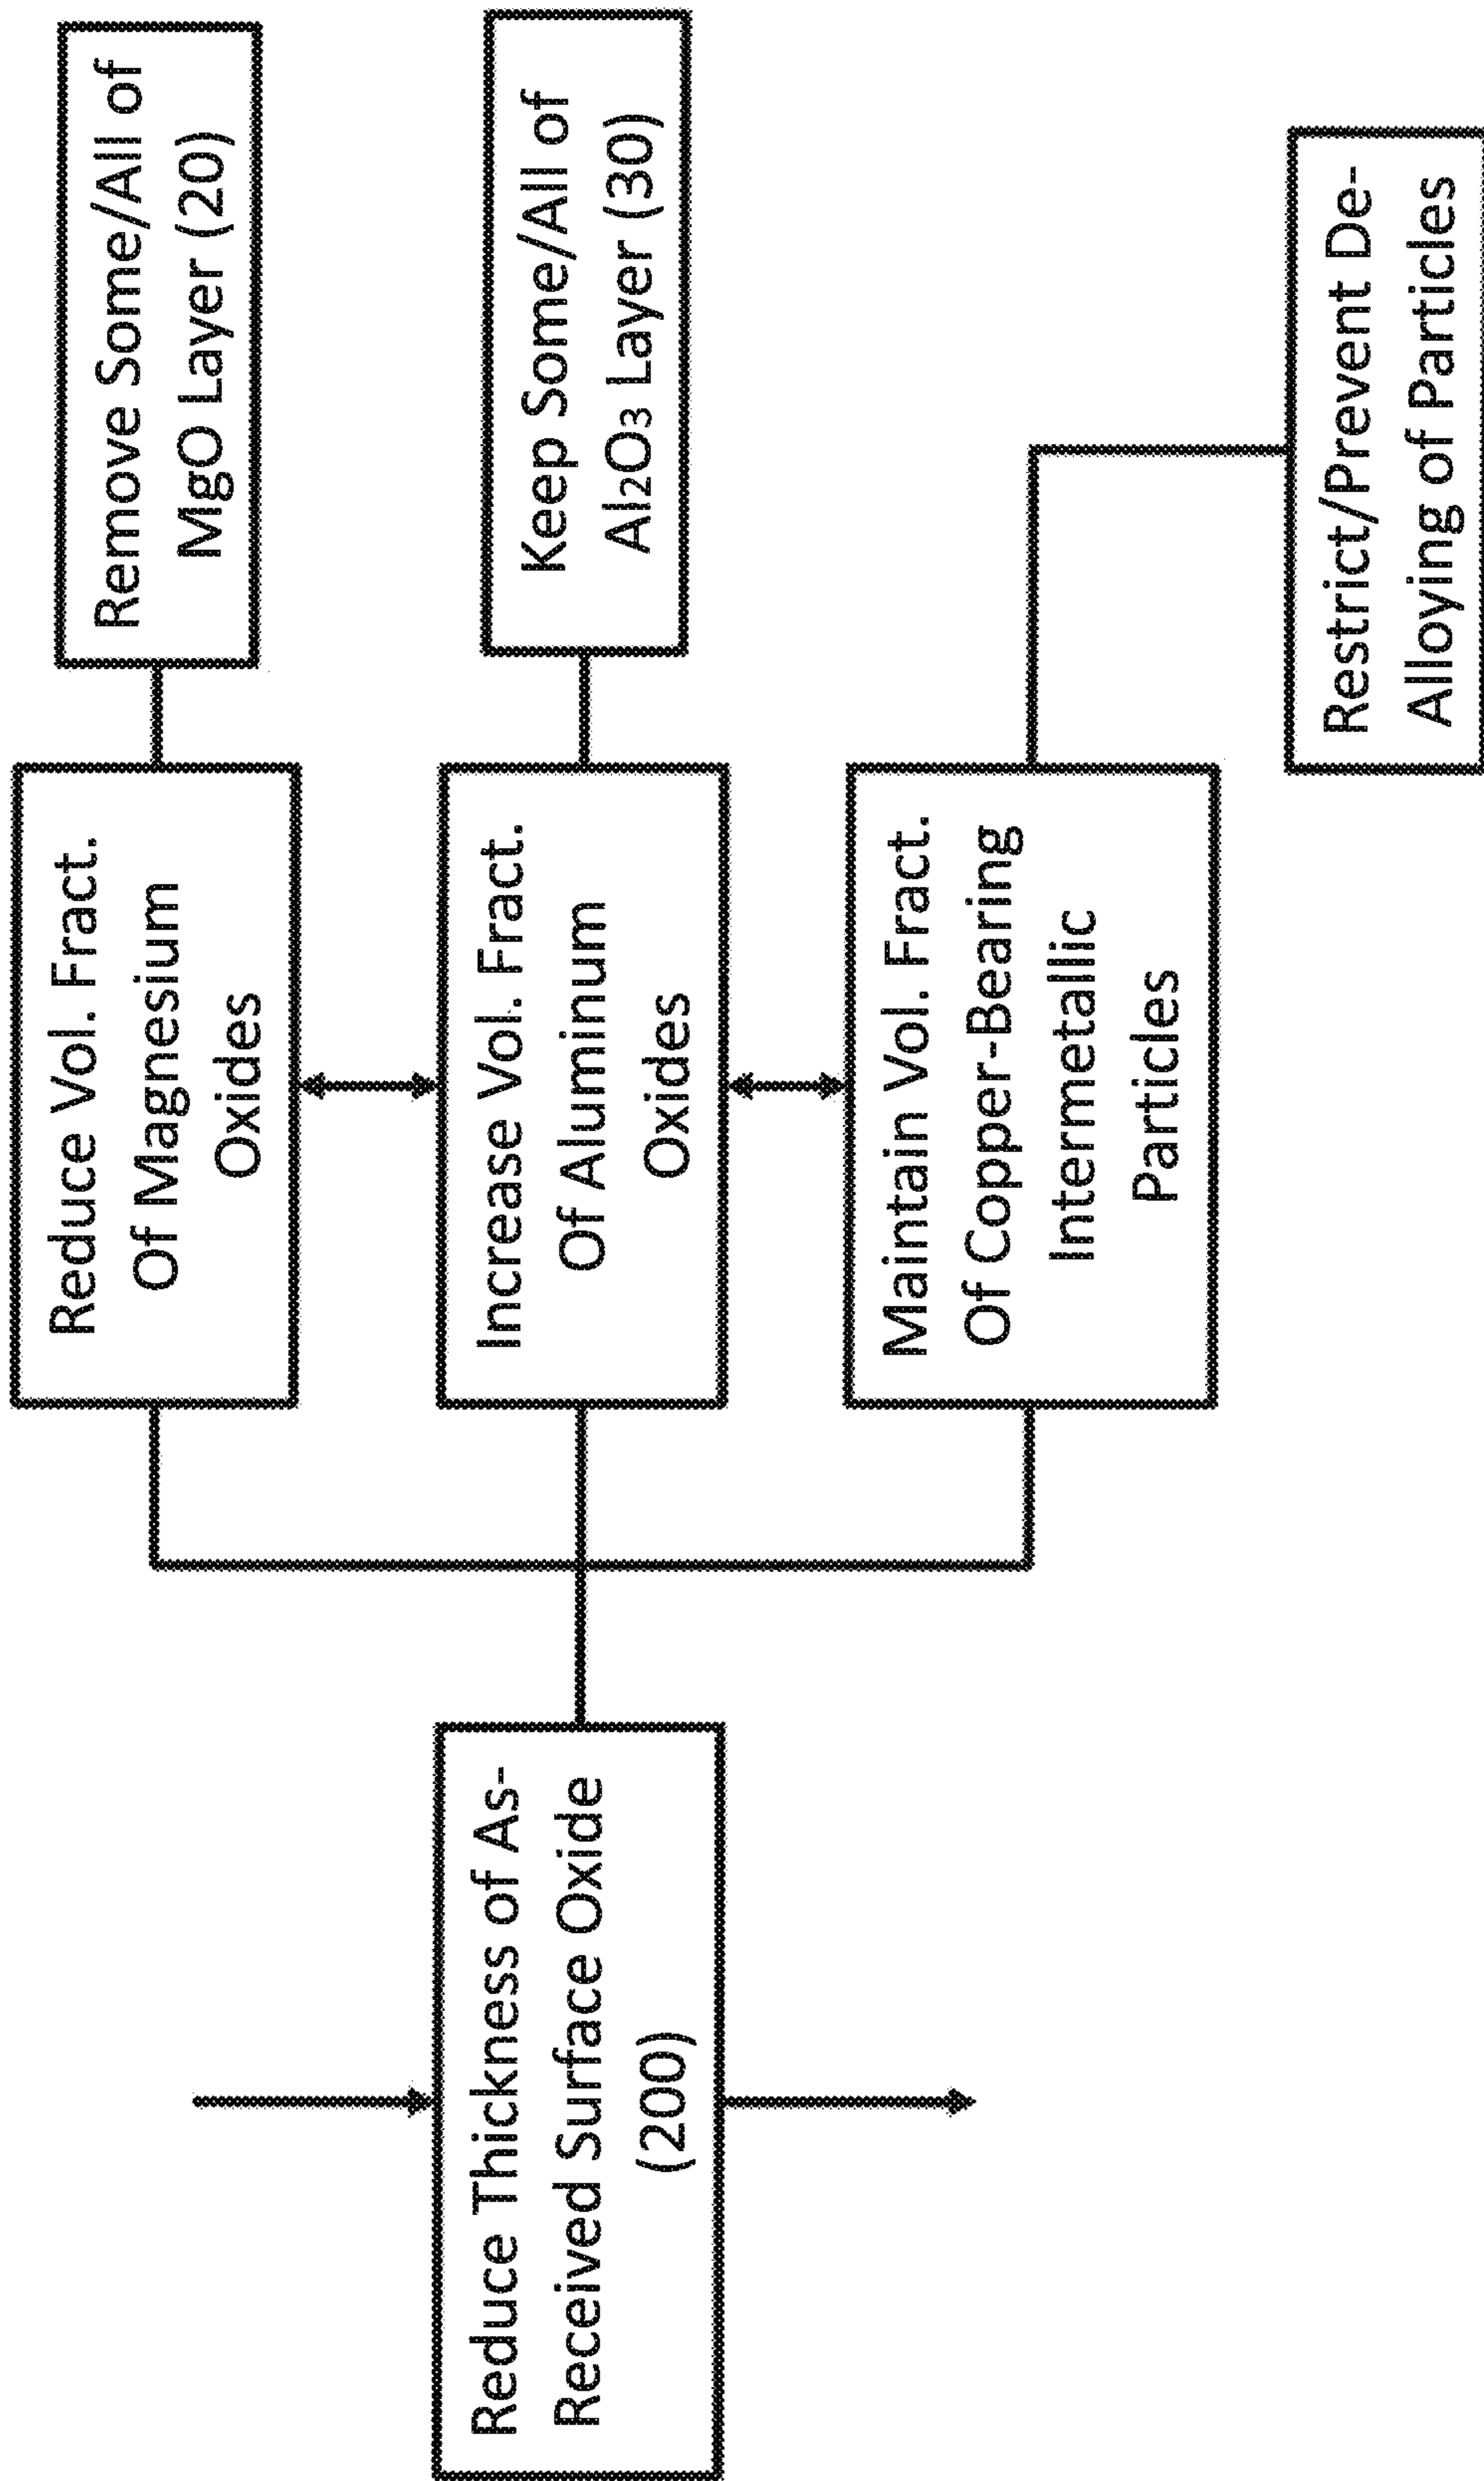 Reduce Thickness of As-
Received Surface Oxide
(200)
Reduce Vol. Fract.
Of Magnesium
Oxides
Remove Some/All of
MgO Layer (20)
Increase Vol. Fract.
Of Aluminum
Oxides
Keep Some/All of
Al₂O₃ Layer (30)
Maintain Vol. Fract.
Of Copper-Bearing
Intermetallic
Particles
Restrict/Prevent De-
Alloying of Particles